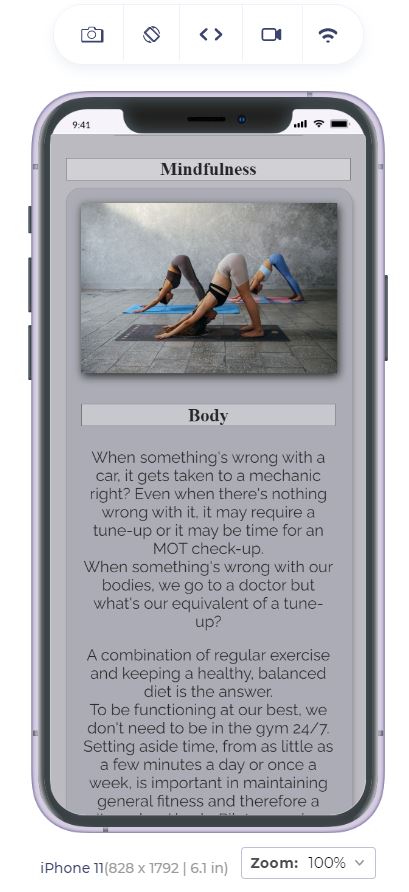 9:41
Mindfulness
Body
When something's wrong with a
car, it gets taken to a mechanic
right? Even when there's nothing
wrong with it, it may require a
tune-up or it may be time for an
MOT check-up.
When something's wrong with our
bodies, we go to a doctor but
what's our equivalent of a tune-
up?
A combination of regular exercise
and keeping a healthy, balanced
diet is the answer.
To be functioning at our best, we
don't need to be in the gym 24/7.
Setting aside time, from as little as
a few minutes a day or once a
week, is important in maintaining
general fitness and therefore a
iPhone 11(828 x 1792 | 6.1 in)
Zoom: 100%